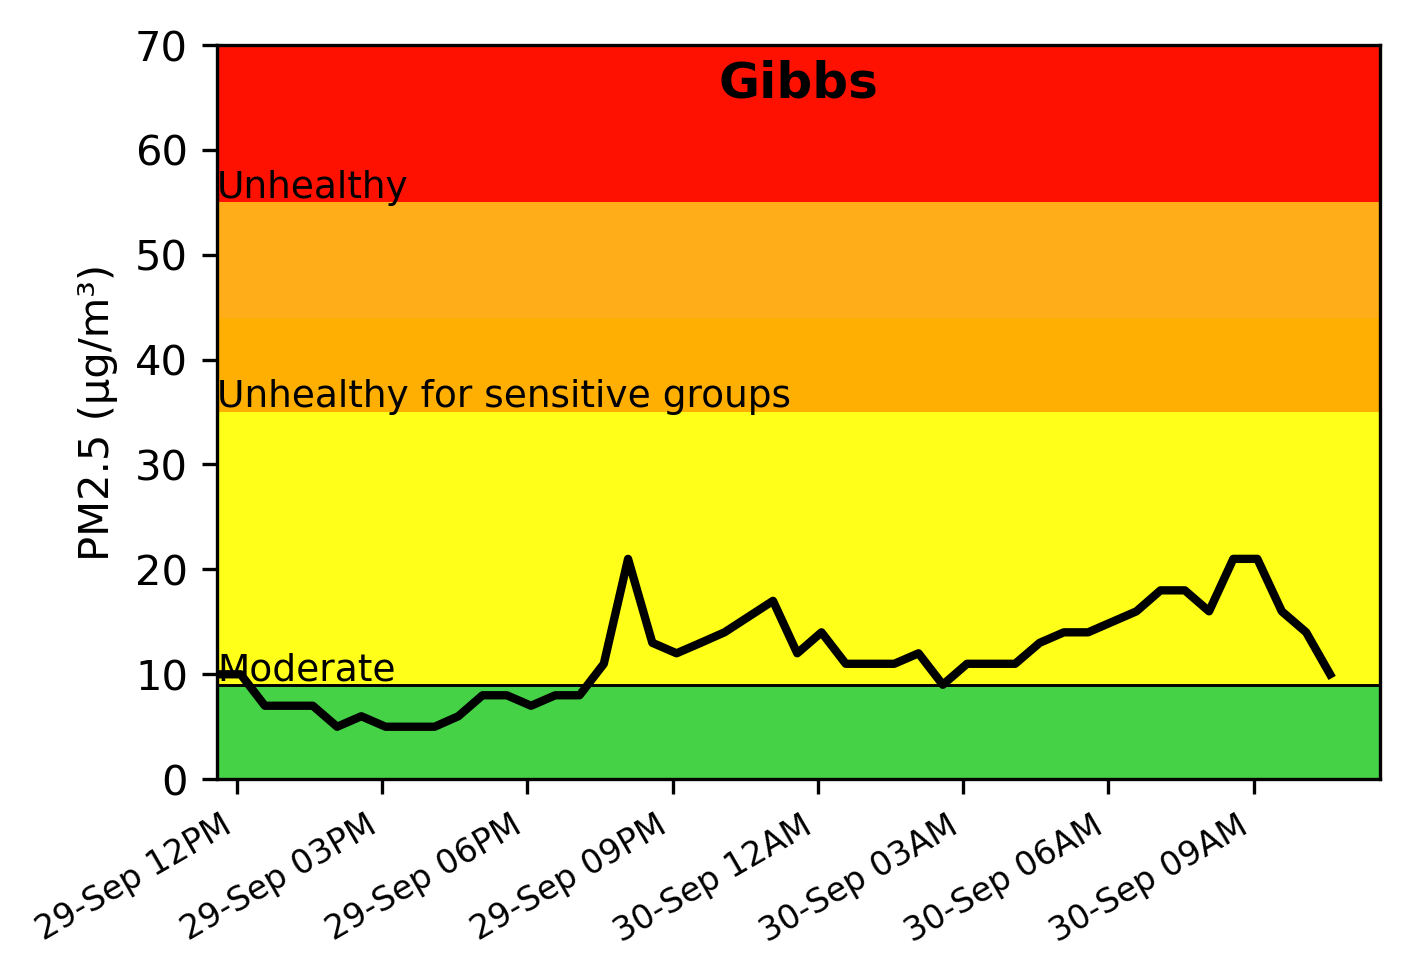 Gibbs
PM2.5 (µg/m³)
70
60
50
40
30
20
10
0
Unhealthy
Unhealthy for sensitive groups
Moderate
29-Sep 12PM
29-Sep 03PM
29-Sep 06PM
29-Sep 09PM
30-Sep 12AM
30-Sep 03AM
30-Sep 06AM
30-Sep 09AM